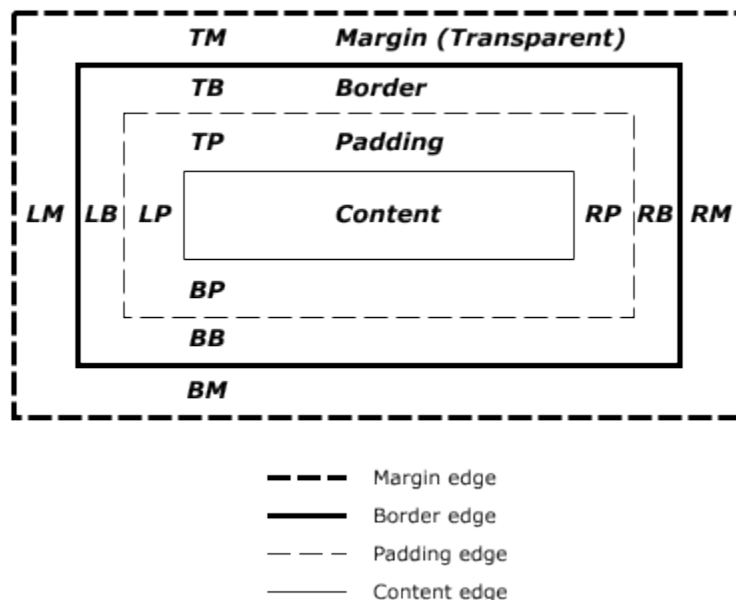 TM Margin (Transparent)
TB Border
TP Padding
LM LB LP Content RP RB RM
BP
BB
BM
Margin edge
Border edge
Padding edge
Content edge